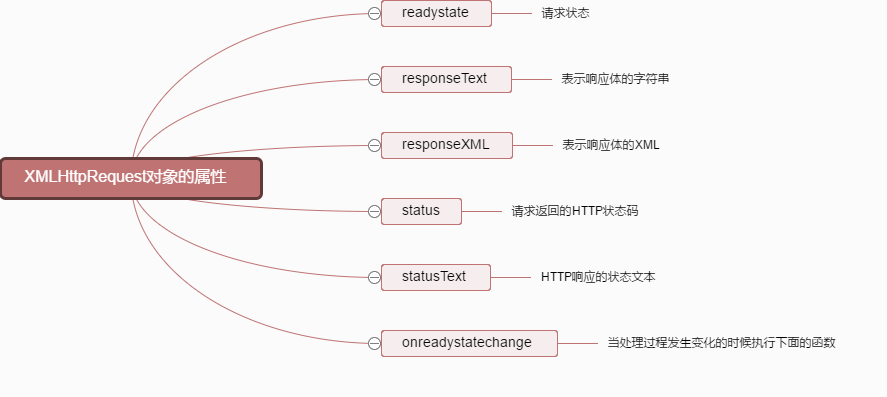 readystate 请求状态
responseText 表示响应体的字符串
responseXML 表示响应体的XML
XMLHttpRequest对象的属性
status 请求返回的HTTP状态码
statusText HTTP响应的状态文本
onreadystatechange 当处理过程发生变化的时候执行下面的函数